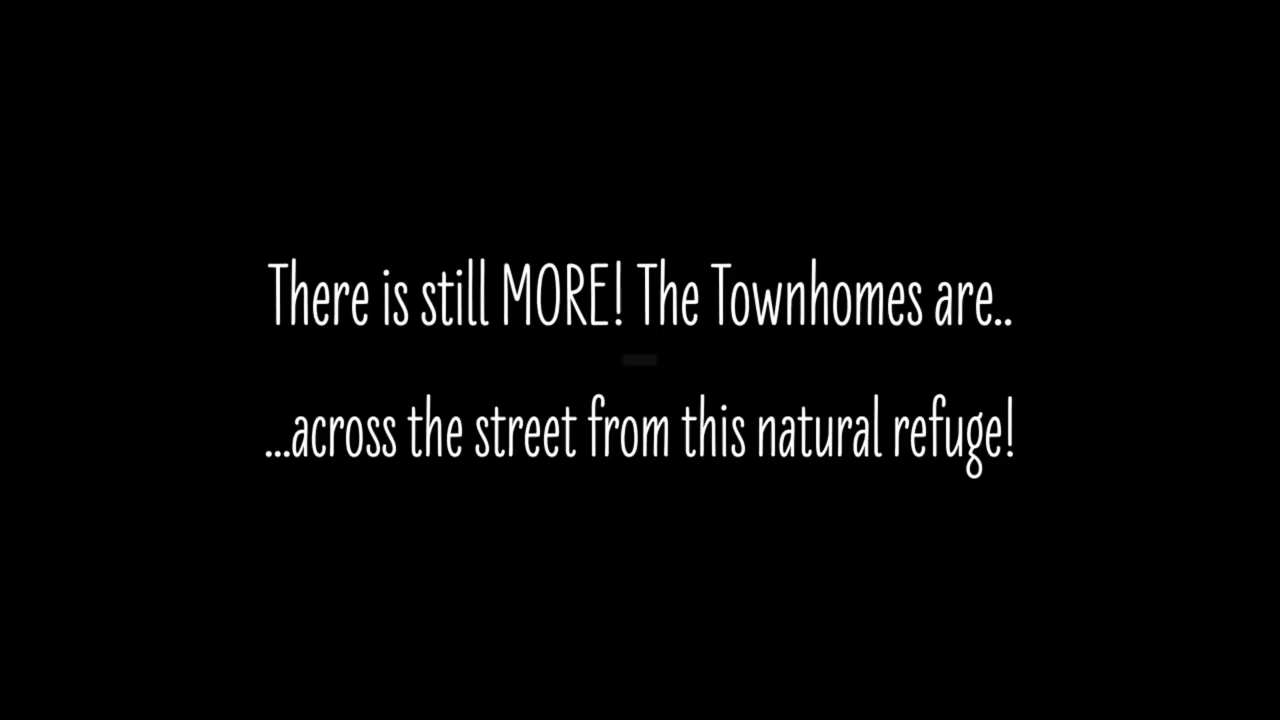 There is still MORE! The Townhomes are..
...across the street from this natural refuge!